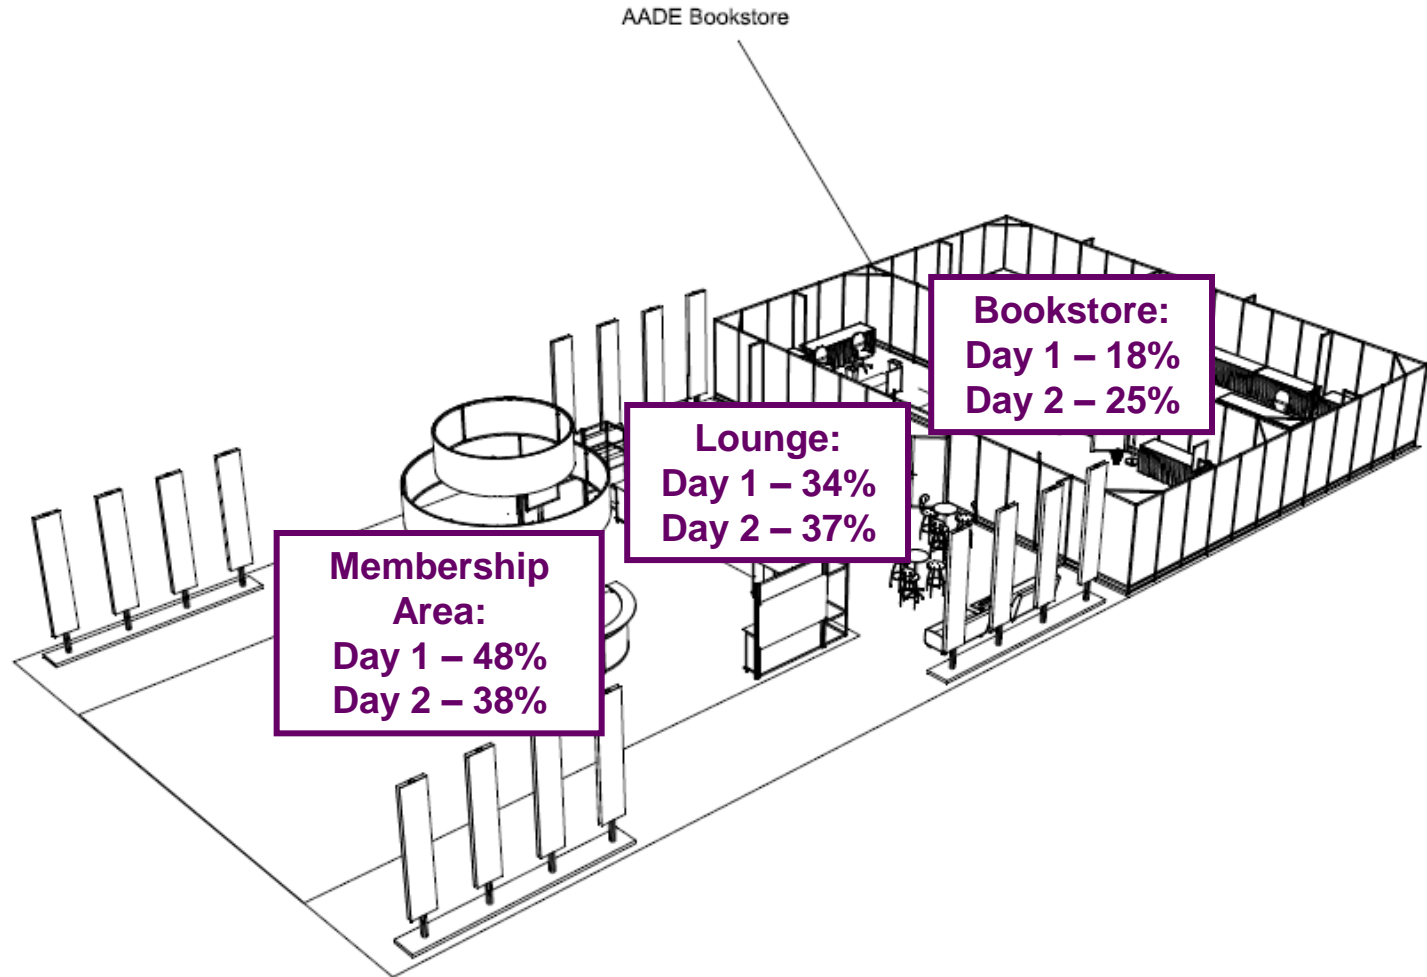 AADE Bookstore
Bookstore:
Day 1 – 18%
Day 2 – 25%
Lounge:
Day 1 – 34%
Day 2 – 37%
Membership
Area:
Day 1 – 48%
Day 2 – 38%